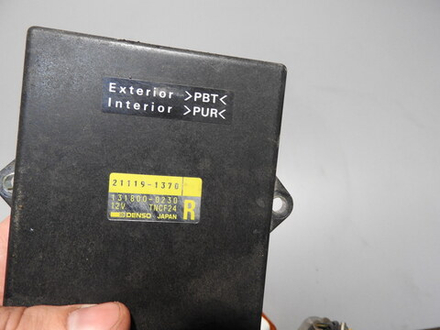 Exterior >PBT<
Interior >PUR<
21119-1370
131800-0230
12V TNCF24
DENSO JAPAN R